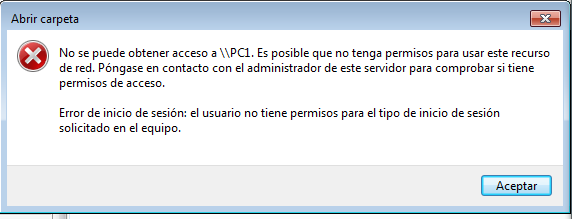 Abrir carpeta
No se puede obtener acceso a \\PC1. Es posible que no tenga permisos para usar este recurso
de red. Póngase en contacto con el administrador de este servidor para comprobar si tiene
permisos de acceso.
Error de inicio de sesión: el usuario no tiene permisos para el tipo de inicio de sesión
solicitado en el equipo.
Aceptar